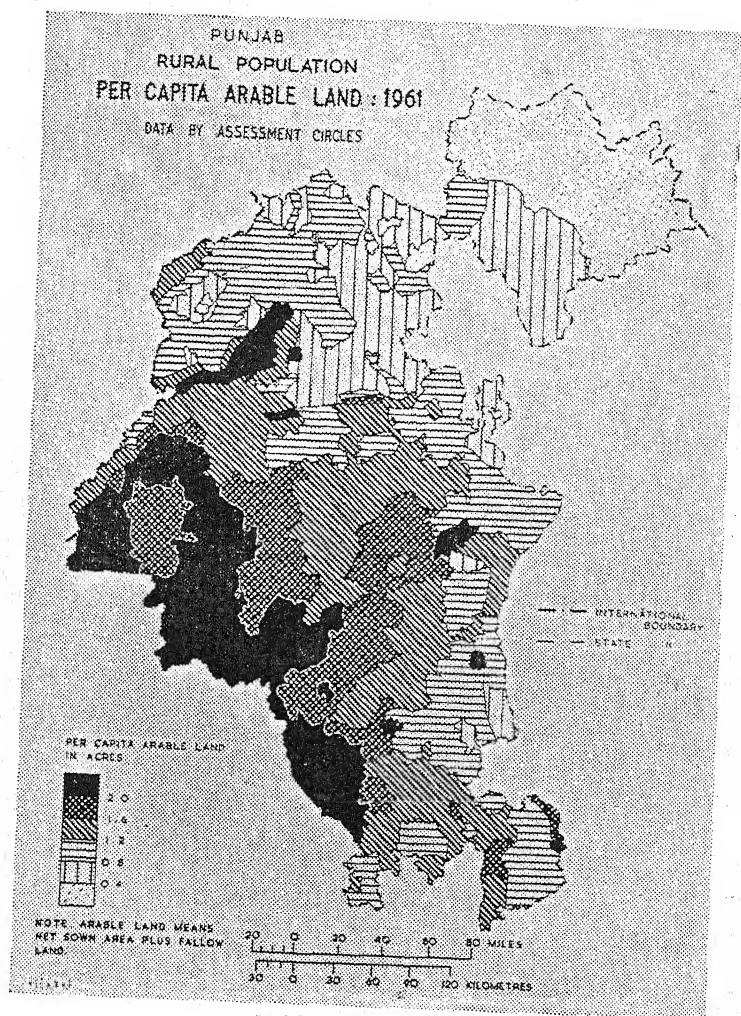 PUNJAB
RURAL POPULATION
PER CAPITA ARABLE LAND : 1961
DATA BY ASSESSMENT CIRCLES
INTERNATIONAL
BOUNDARY
STATE "
PER CAPITA ARABLE LAND
IN ACRES
2 0
1 6
1 2
0 8
0 4
NOTE. ARABLE LAND MEANS
NET SOWN AREA PLUS FALLOW
LAND.
20 0 20 40 60 80 MILES
30 0 30 60 90 120 KILOMETRES